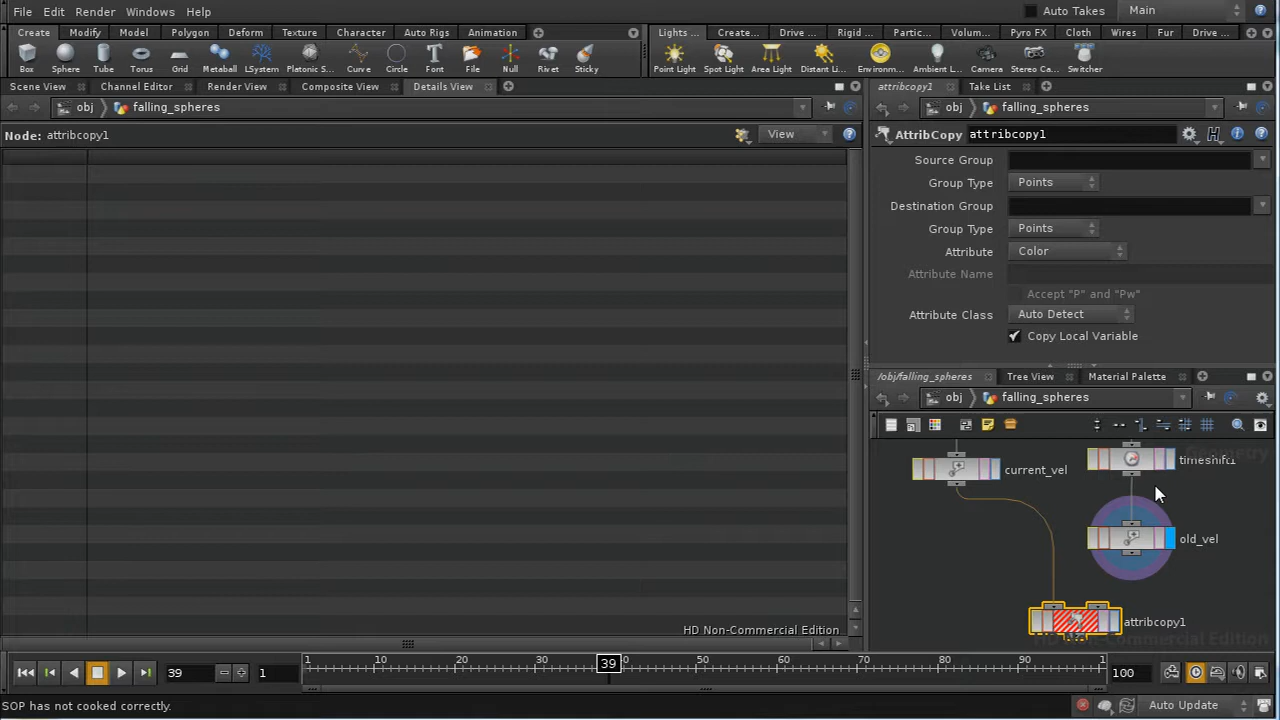 File Edit Render Windows Help Auto Takes Main
Create Modify Model Polygon Deform Texture Character Auto Rigs Animation Lights ... Create... Drive ... Rigid ... Partic... Volum... Pyro FX Cloth Wires Fur Drive ...
Box Sphere Tube Torus Grid Metaball LSystem Platonic S... Curve Circle Font File Null Rivet Sticky Point Light Spot Light Area Light Distant Li... Environm... Ambient L... Camera Stereo Ca... Switcher
Scene View Channel Editor Render View Composite View Details View attribcopy1 Take List
obj falling_spheres obj falling_spheres
Node: attribcopy1 View AttribCopy attribcopy1
Source Group
Group Type Points
Destination Group
Group Type Points
Attribute Color
Attribute Name
Accept "P" and "Pw"
Attribute Class Auto Detect
Copy Local Variable
/obj/falling_spheres Tree View Material Palette
obj falling_spheres
Geometry
current_vel timeshift1
old_vel
attribcopy1
HD Non-Commercial Edition HD Non-Commercial Edition
39 1 1 10 20 30 39 40 50 60 70 80 90 1 100
SOP has not cooked correctly. Auto Update